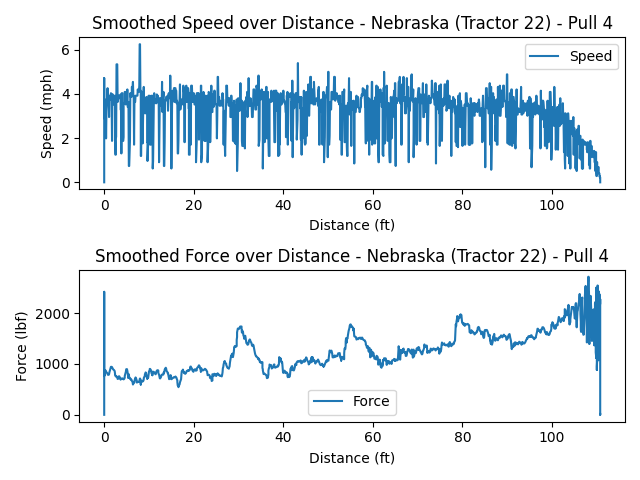 Smoothed Speed over Distance - Nebraska (Tractor 22) - Pull 4
Speed (mph)
6
4
2
0
Speed
0 20 40 60 80 100
Distance (ft)
Smoothed Force over Distance - Nebraska (Tractor 22) - Pull 4
Force (lbf)
2000
1000
0
Force
0 20 40 60 80 100
Distance (ft)